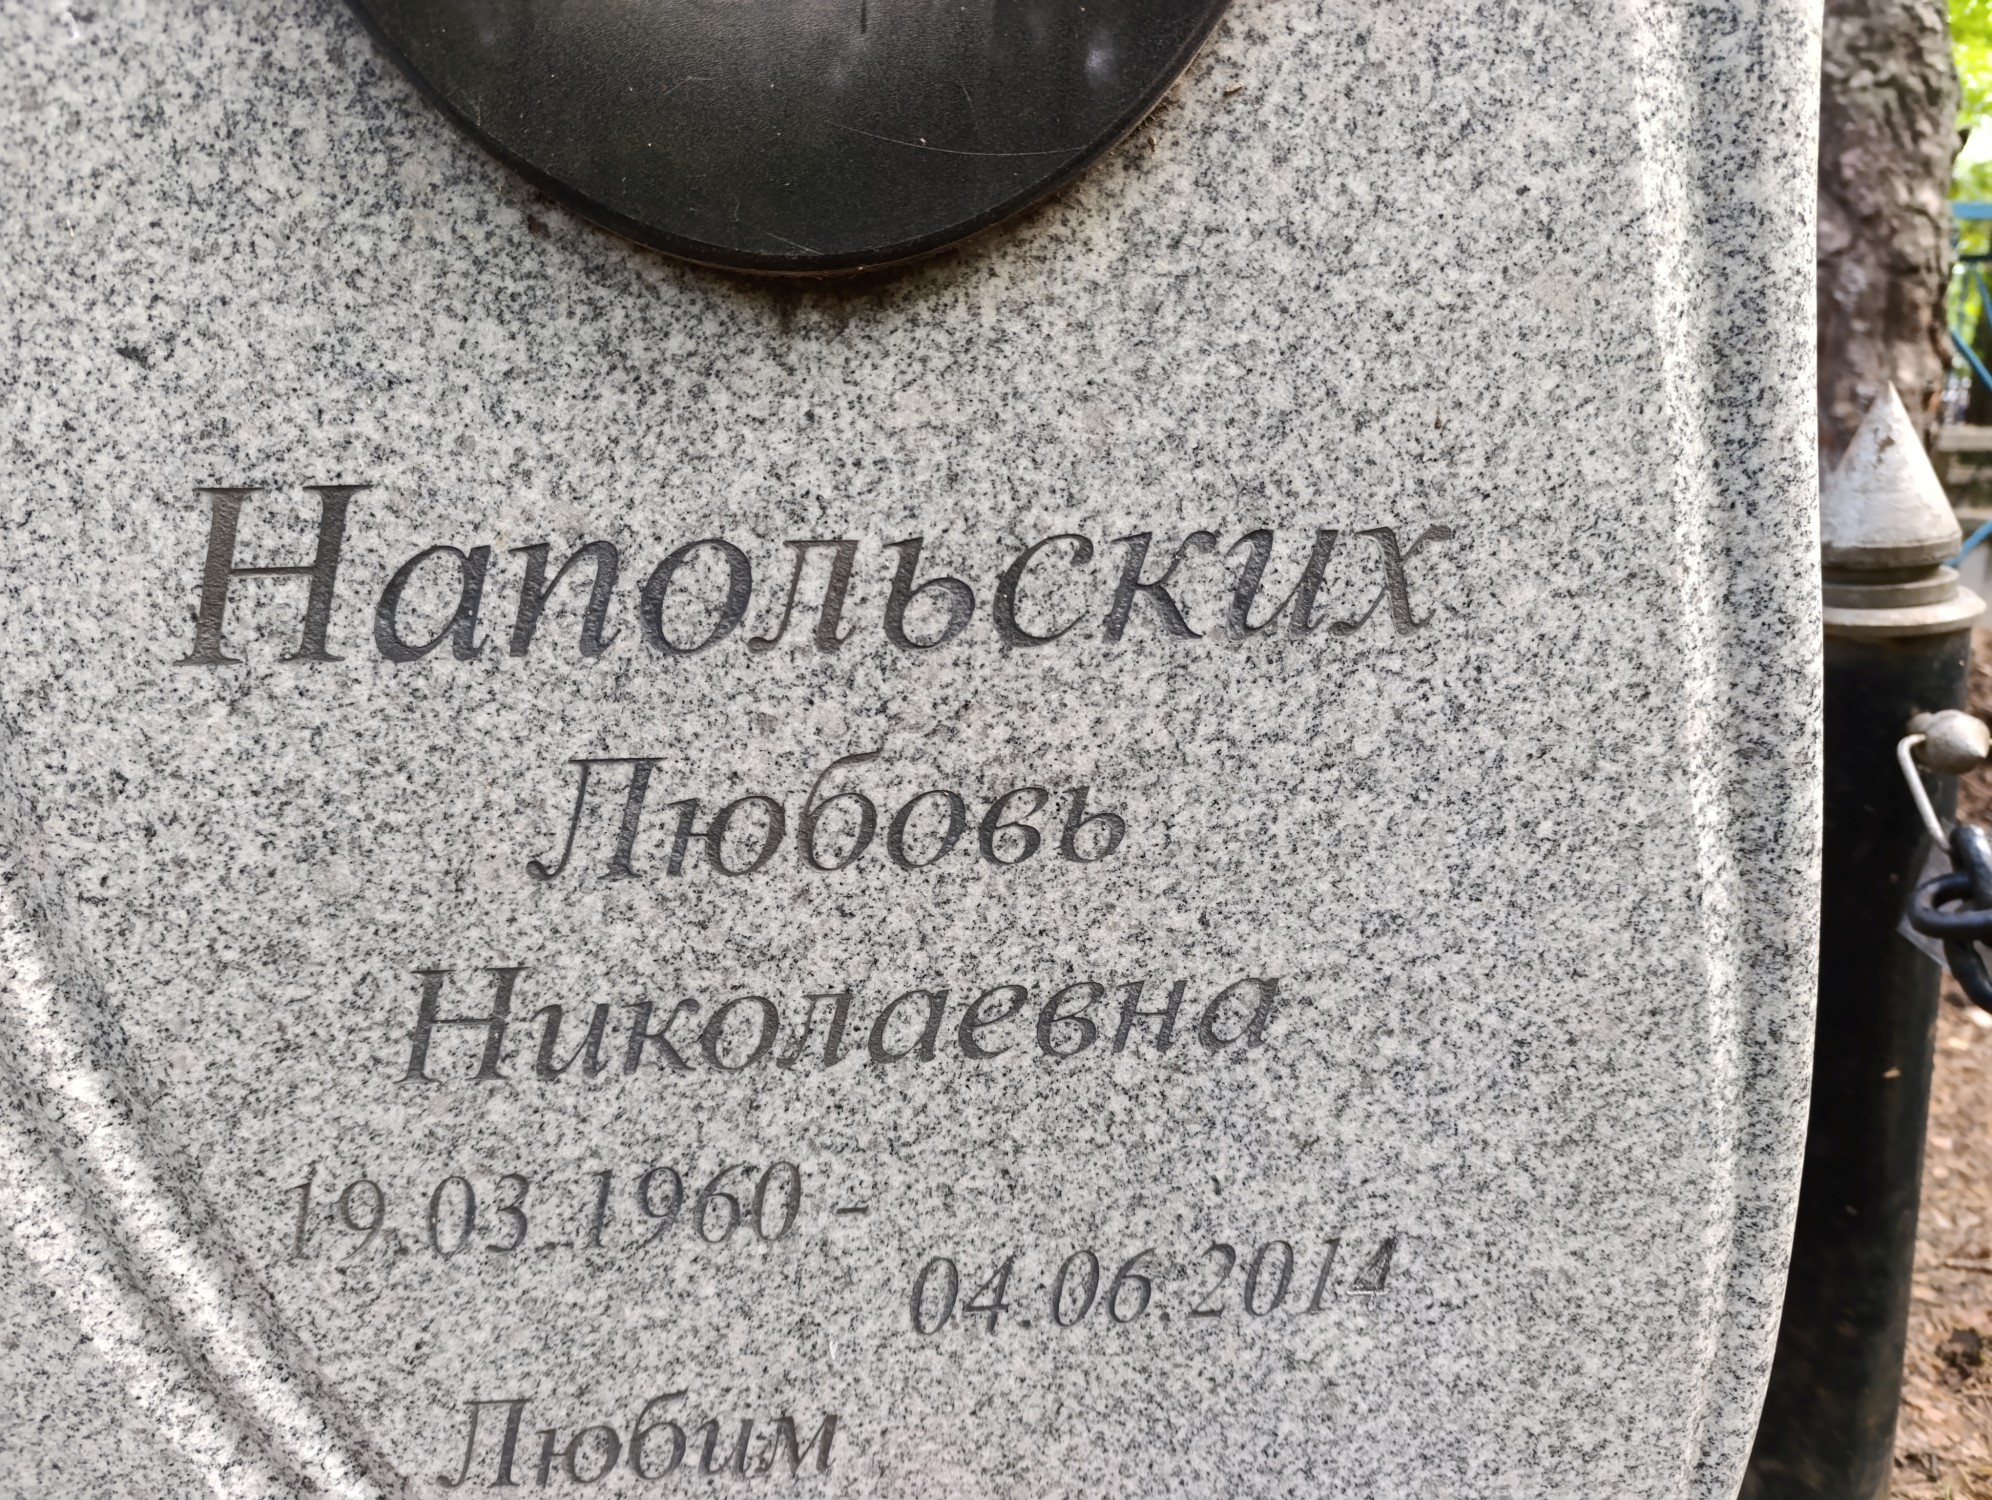 Напольских
Любовь
Николаевна
19.03.1960 -
04.06.2014
Любим